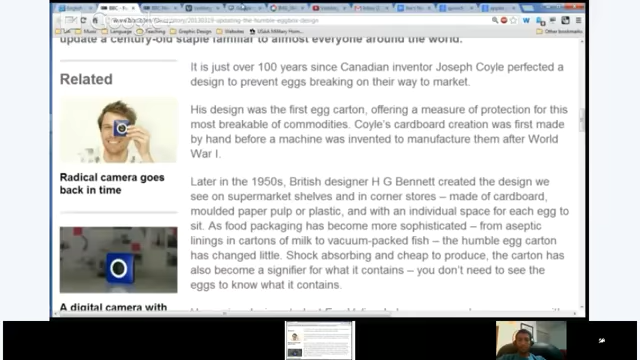 update a century-old staple familiar to almost everyone around the world.
Related
Radical camera goes
back in time
A digital camera with
It is just over 100 years since Canadian inventor Joseph Coyle perfected a
design to prevent eggs breaking on their way to market.
His design was the first egg carton, offering a measure of protection for this
most breakable of commodities. Coyle's cardboard creation was first made
by hand before a machine was invented to manufacture them after World
War I.
Later in the 1950s, British designer H G Bennett created the design we
see on supermarket shelves and in corner stores – made of cardboard,
moulded paper pulp or plastic, and with an individual space for each egg to
sit. As food packaging has become more sophisticated – from aseptic
linings in cartons of milk to vacuum-packed fish – the humble egg carton
has changed little. Shock absorbing and cheap to produce, the carton has
also become a signifier for what it contains – you don't need to see the
eggs to know what it contains.